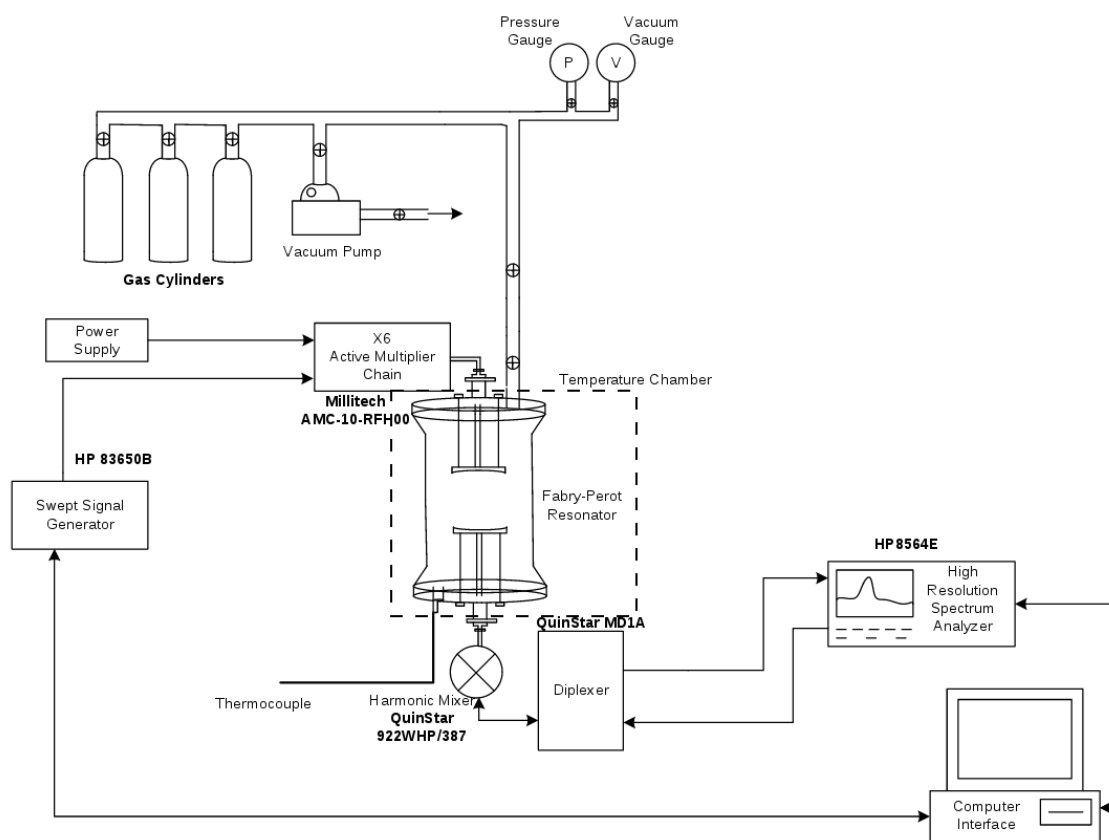 Pressure
Gauge
Vacuum
Gauge
P
V
Vacuum Pump
Gas Cylinders
Power
Supply
X6
Active Multiplier
Chain
Millitech
AMC-10-RFH00
Temperature Chamber
HP 83650B
Swept Signal
Generator
Fabry-Perot
Resonator
HP8564E
High
Resolution
Spectrum
Analyzer
QuinStar MD1A
Diplexer
Thermocouple
Harmonic Mixer
QuinStar
922WHP/387
Computer
Interface